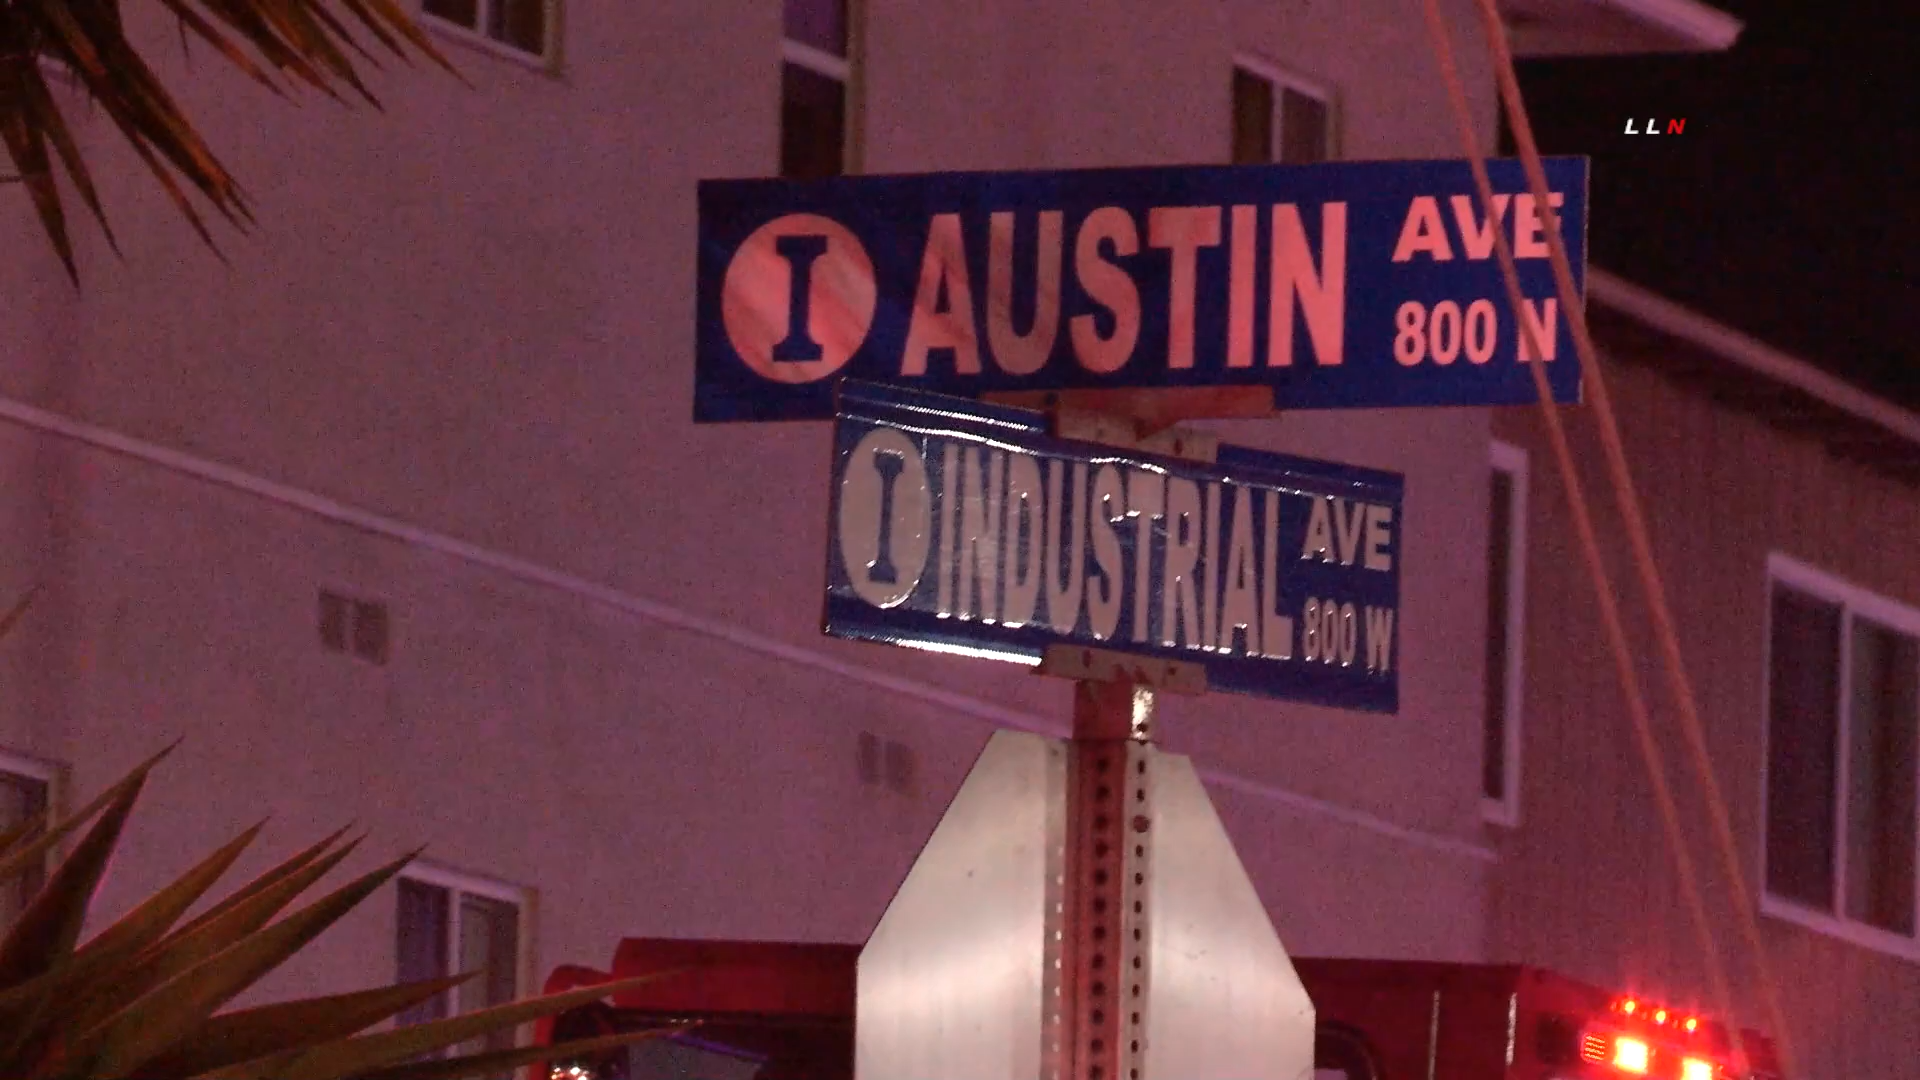 LLN
I AUSTIN AVE
800 N
I INDUSTRIAL AVE
800 W